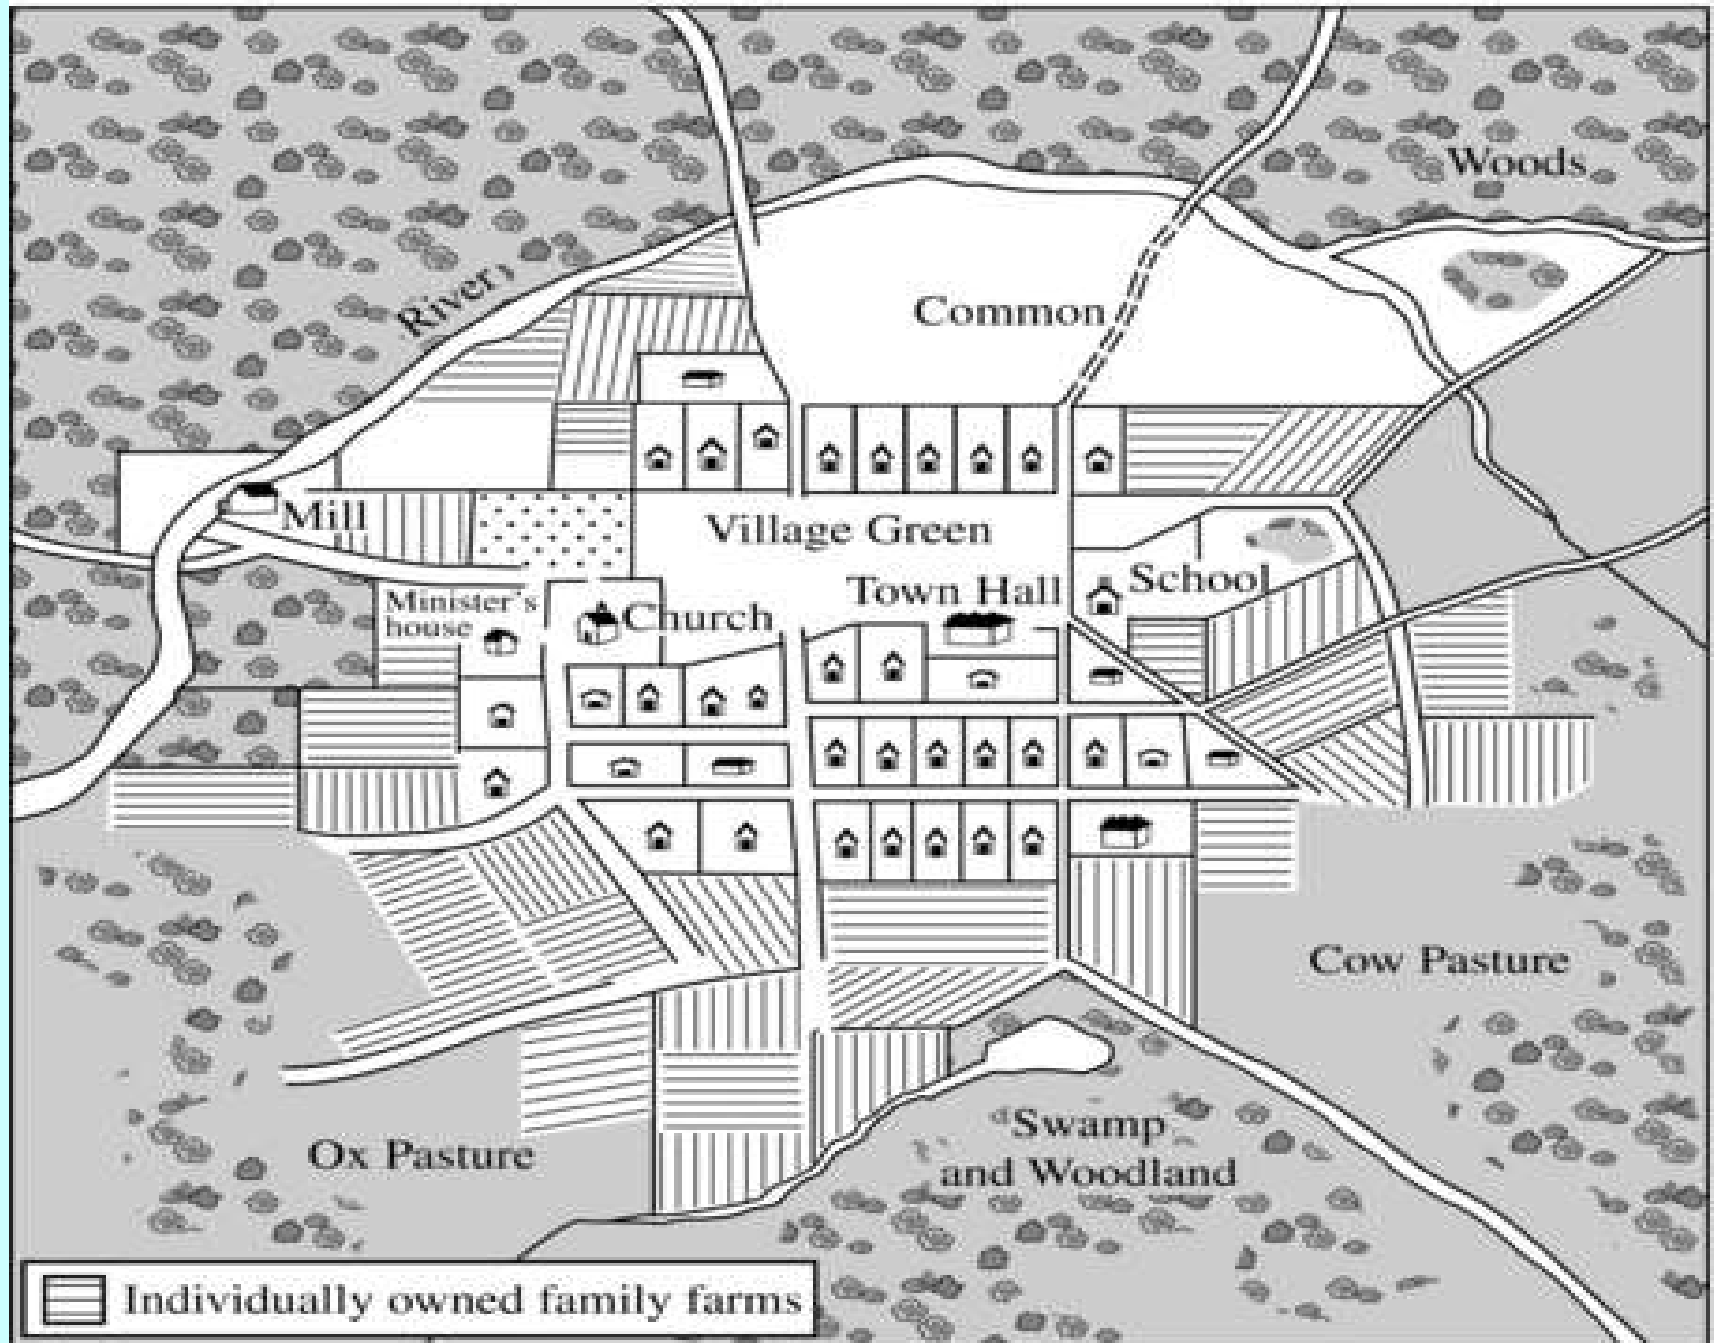 Woods
River
Common
Mill
Village Green
School
Town Hall
Minister's
house
Church
Cow Pasture
Swamp
and Woodland
Ox Pasture
Individually owned family farms